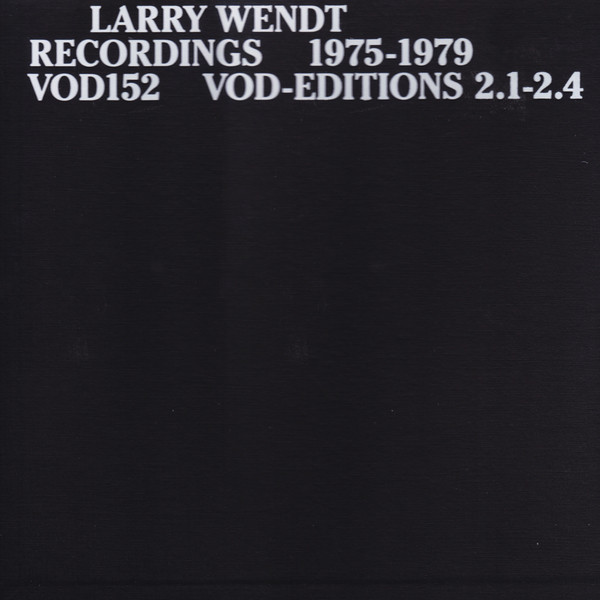 LARRY WENDT
RECORDINGS 1975-1979
VOD152 VOD-EDITIONS 2.1-2.4